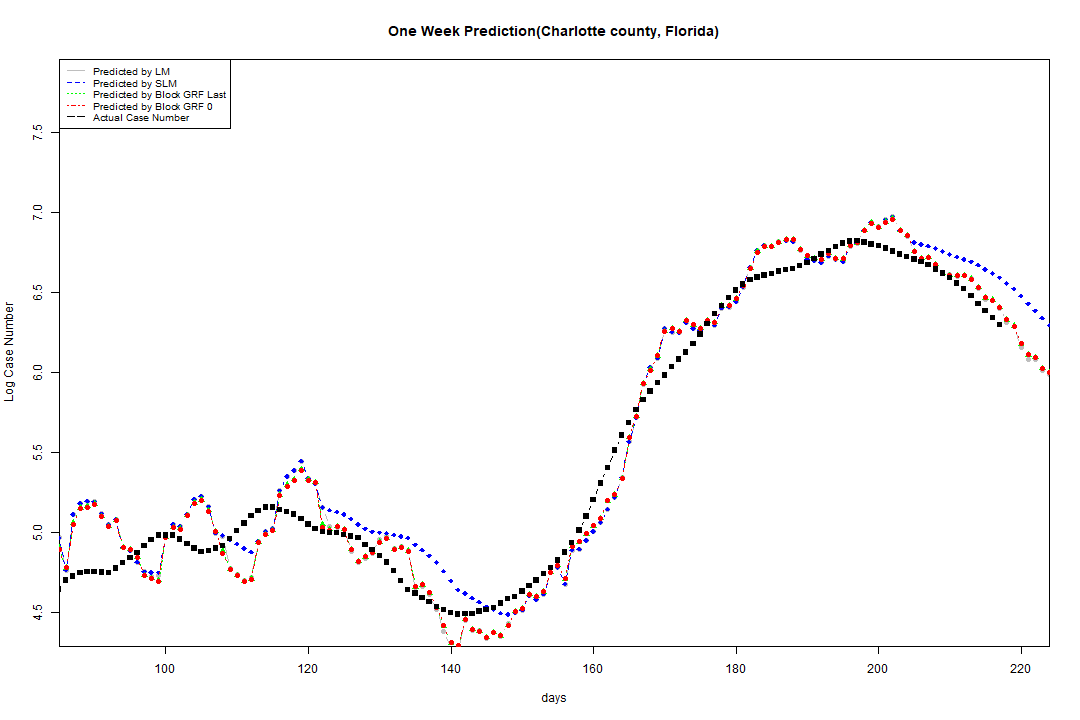 One Week Prediction(Charlotte county, Florida)
Predicted by LM
Predicted by SLM
Predicted by Block GRF Last
Predicted by Block GRF 0
Actual Case Number
7.5
7.0
6.5
6.0
5.5
5.0
4.5
Log Case Number
100 120 140 160 180 200 220
days